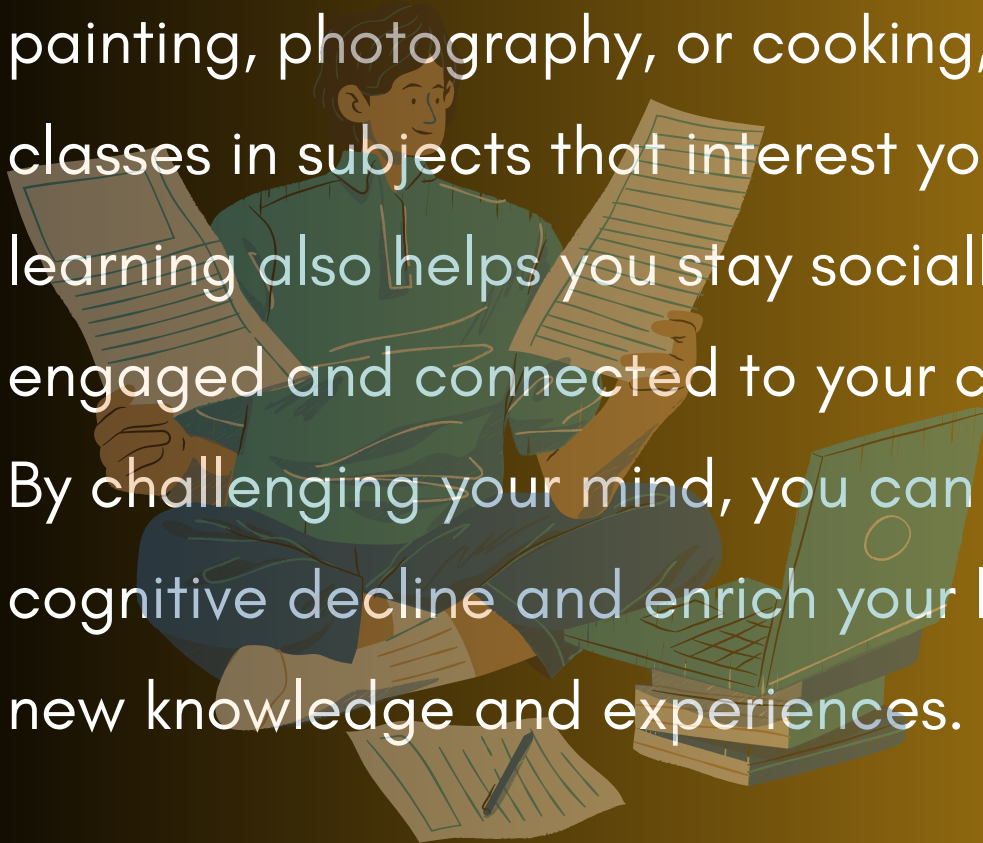 painting, photography, or cooking,
classes in subjects that interest yo
learning also helps you stay sociall
engaged and connected to your c
By challenging your mind, you can
cognitive decline and enrich your l
new knowledge and experiences.